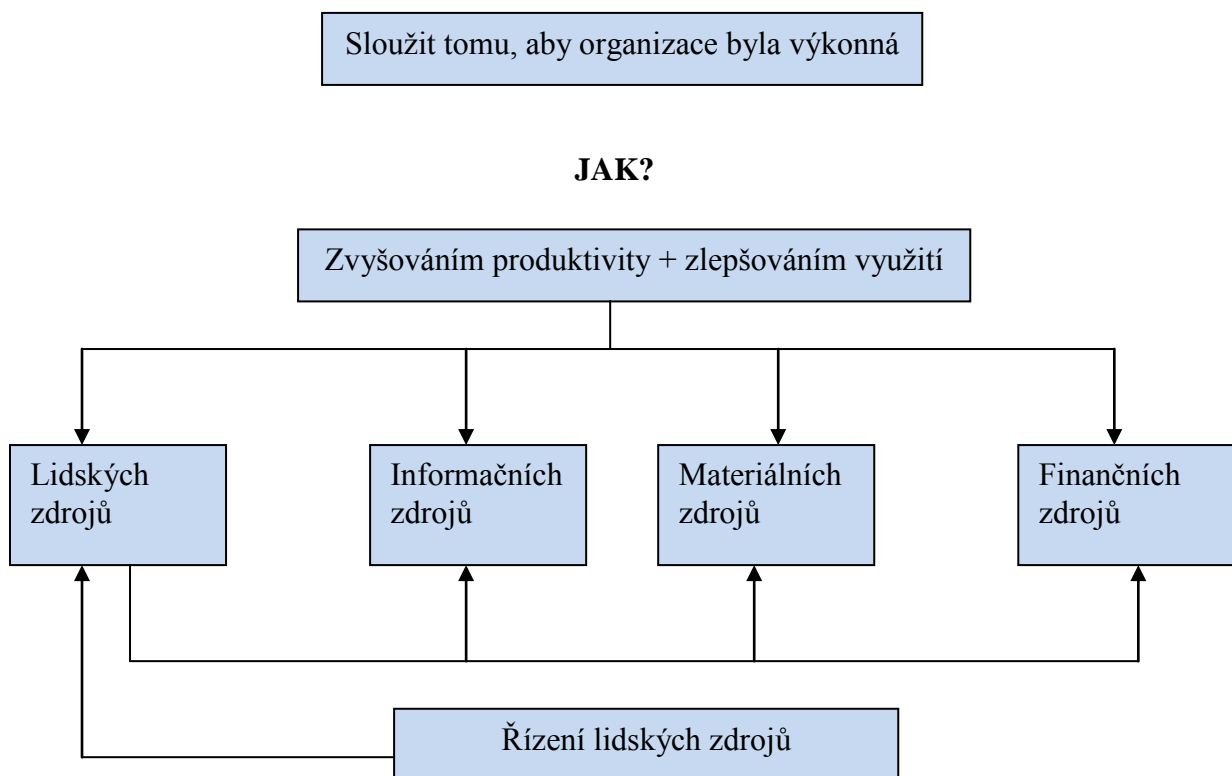 Sloužit tomu, aby organizace byla výkonná
JAK?
Zvyšováním produktivity + zlepšováním využití
Lidských
zdrojů
Informačních
zdrojů
Materiálních
zdrojů
Finančních
zdrojů
Řízení lidských zdrojů